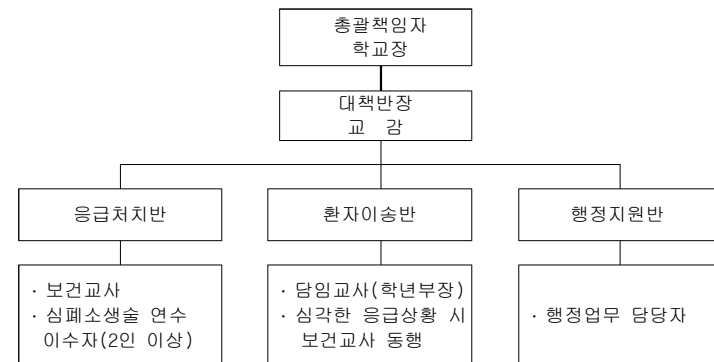 총괄책임자
학교장
대책반장
교 감
응급처치반
환자이송반
행정지원반
· 보건교사
· 심폐소생술 연수
이수자(2인 이상)
· 담임교사(학년부장)
· 심각한 응급상황 시
보건교사 동행
· 행정업무 담당자